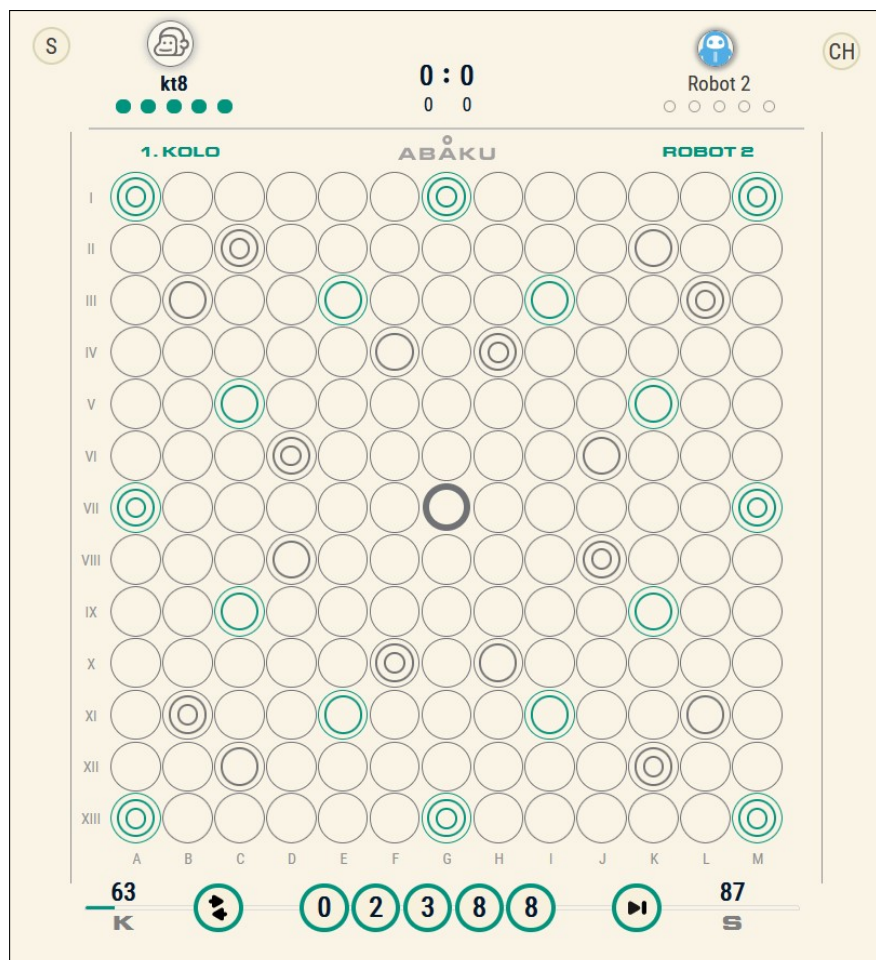 S
CH
0 : 0
kt8
Robot 2
0 0
1. KOLO
ABÅKU
ROBOT 2
I
II
III
IV
V
VI
VII
VIII
IX
X
XI
XII
XIII
A B C D E F G H I J K L M
63
87
0 2 3 8 8
K
S